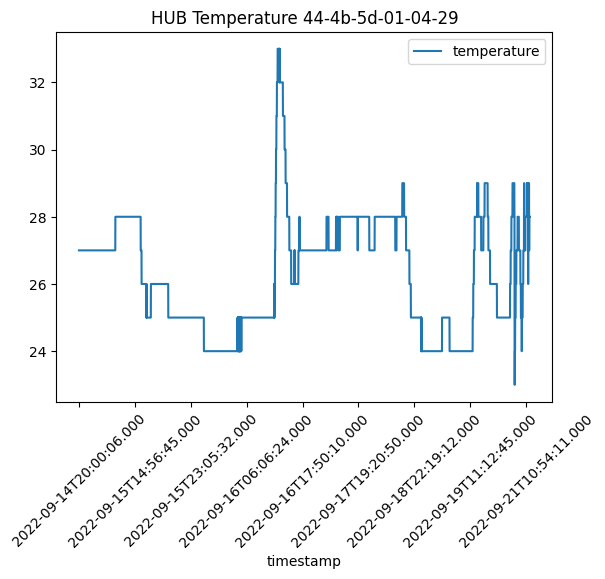 HUB Temperature 44-4b-5d-01-04-29
temperature
32
30
28
26
24
2022-09-14T20:00:06.000
2022-09-15T14:56:45.000
2022-09-15T23:05:32.000
2022-09-16T06:06:24.000
2022-09-16T17:50:10.000
2022-09-17T19:20:50.000
2022-09-18T22:19:12.000
2022-09-19T11:12:45.000
2022-09-21T10:54:11.000
timestamp